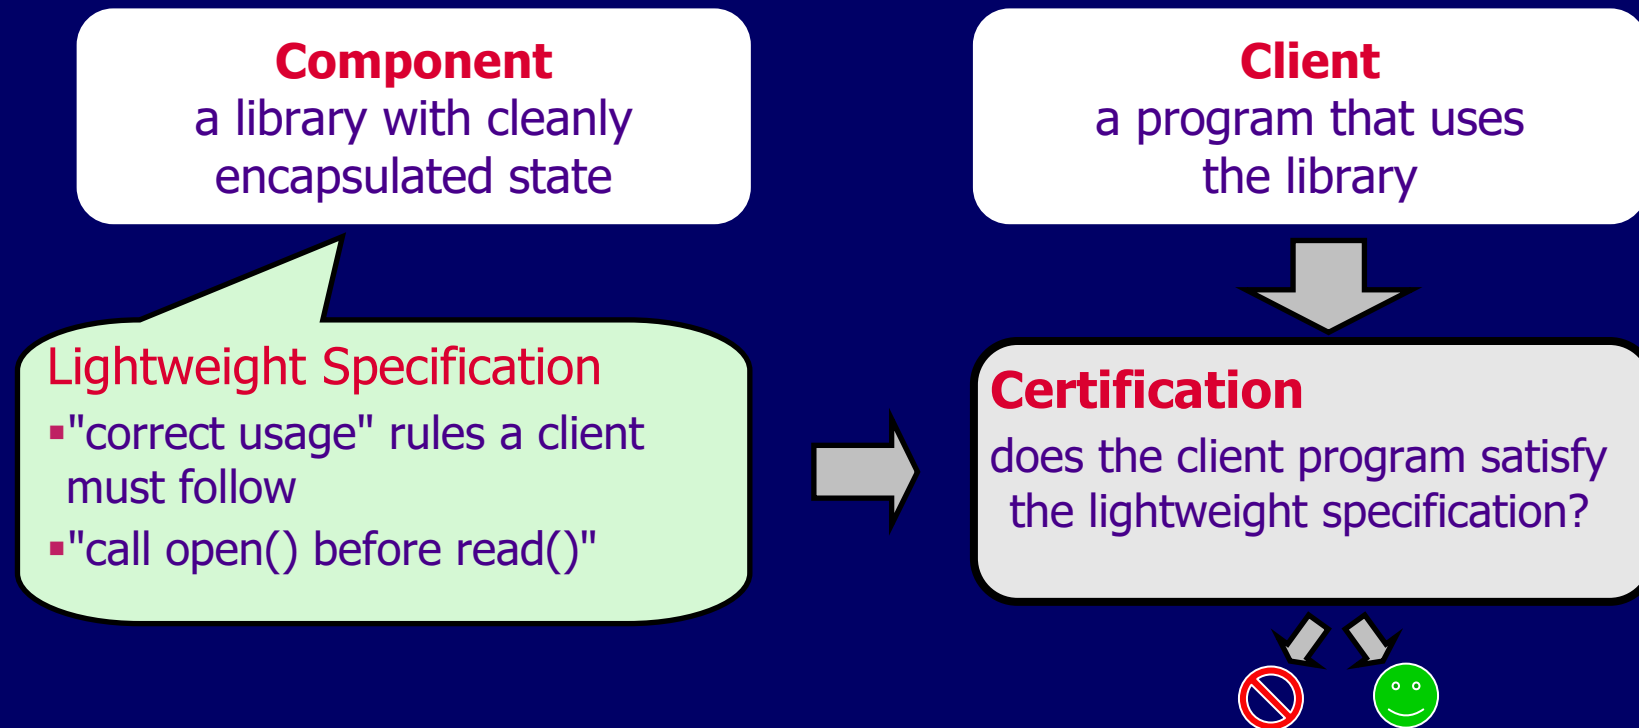 Component
a library with cleanly
encapsulated state
Client
a program that uses
the library
Lightweight Specification
▪"correct usage" rules a client
must follow
▪"call open() before read()"
Certification
does the client program satisfy
the lightweight specification?